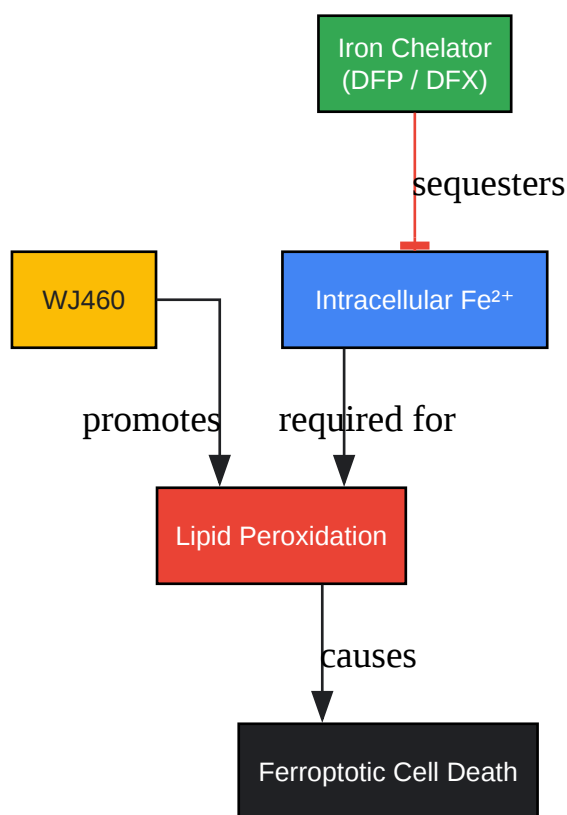 Iron Chelator
(DFP / DFX)
sequesters
WJ460
Intracellular Fe²⁺
promotes
required for
Lipid Peroxidation
causes
Ferroptotic Cell Death